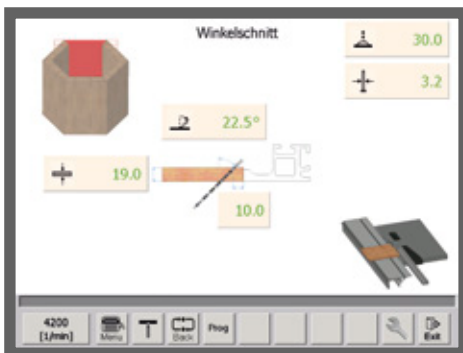 Winkelschnitt
30.0
3.2
22.5°
19.0
10.0
4200
[1/min]
Menu
Back
Prog
Exit